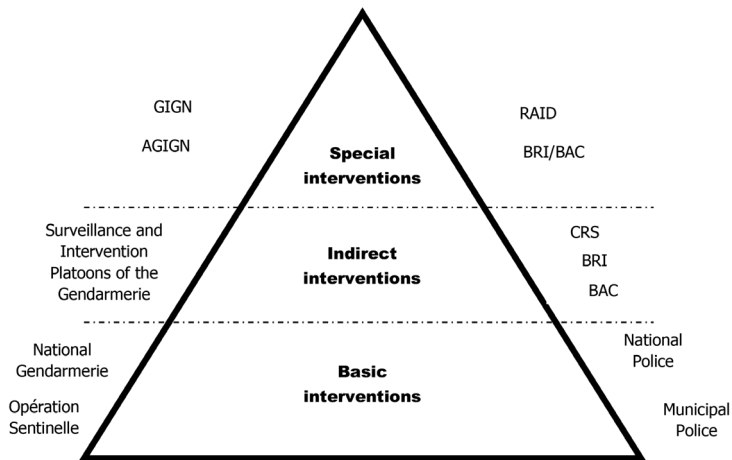 GIGN
RAID
AGIGN
BRI/BAC
Special
interventions
Surveillance and
Intervention
Platoons of the
Gendarmerie
Indirect
interventions
CRS
BRI
BAC
National
Gendarmerie
Opération
Sentinelle
Basic
interventions
National
Police
Municipal
Police